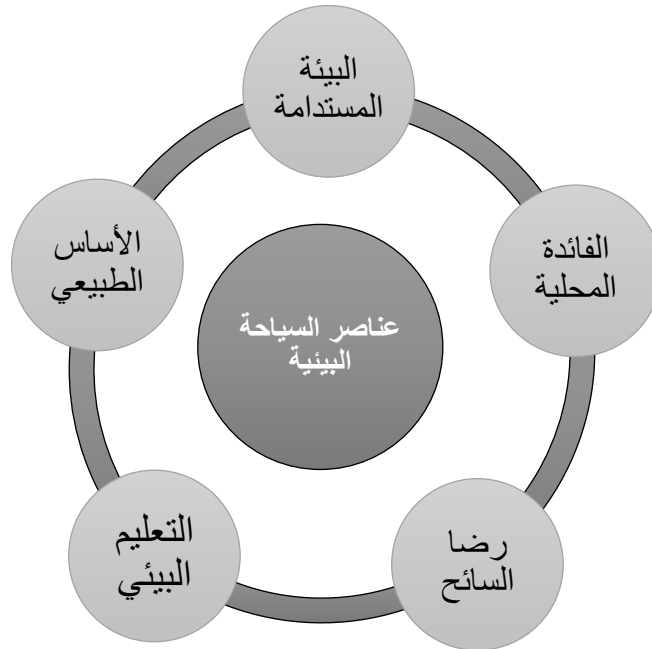 البيئة
المستدامة
الفائدة
المحلية
رضا
السائح
التعليم
البيئي
الأساس
الطبيعي
عناصر السياحة
البيئية